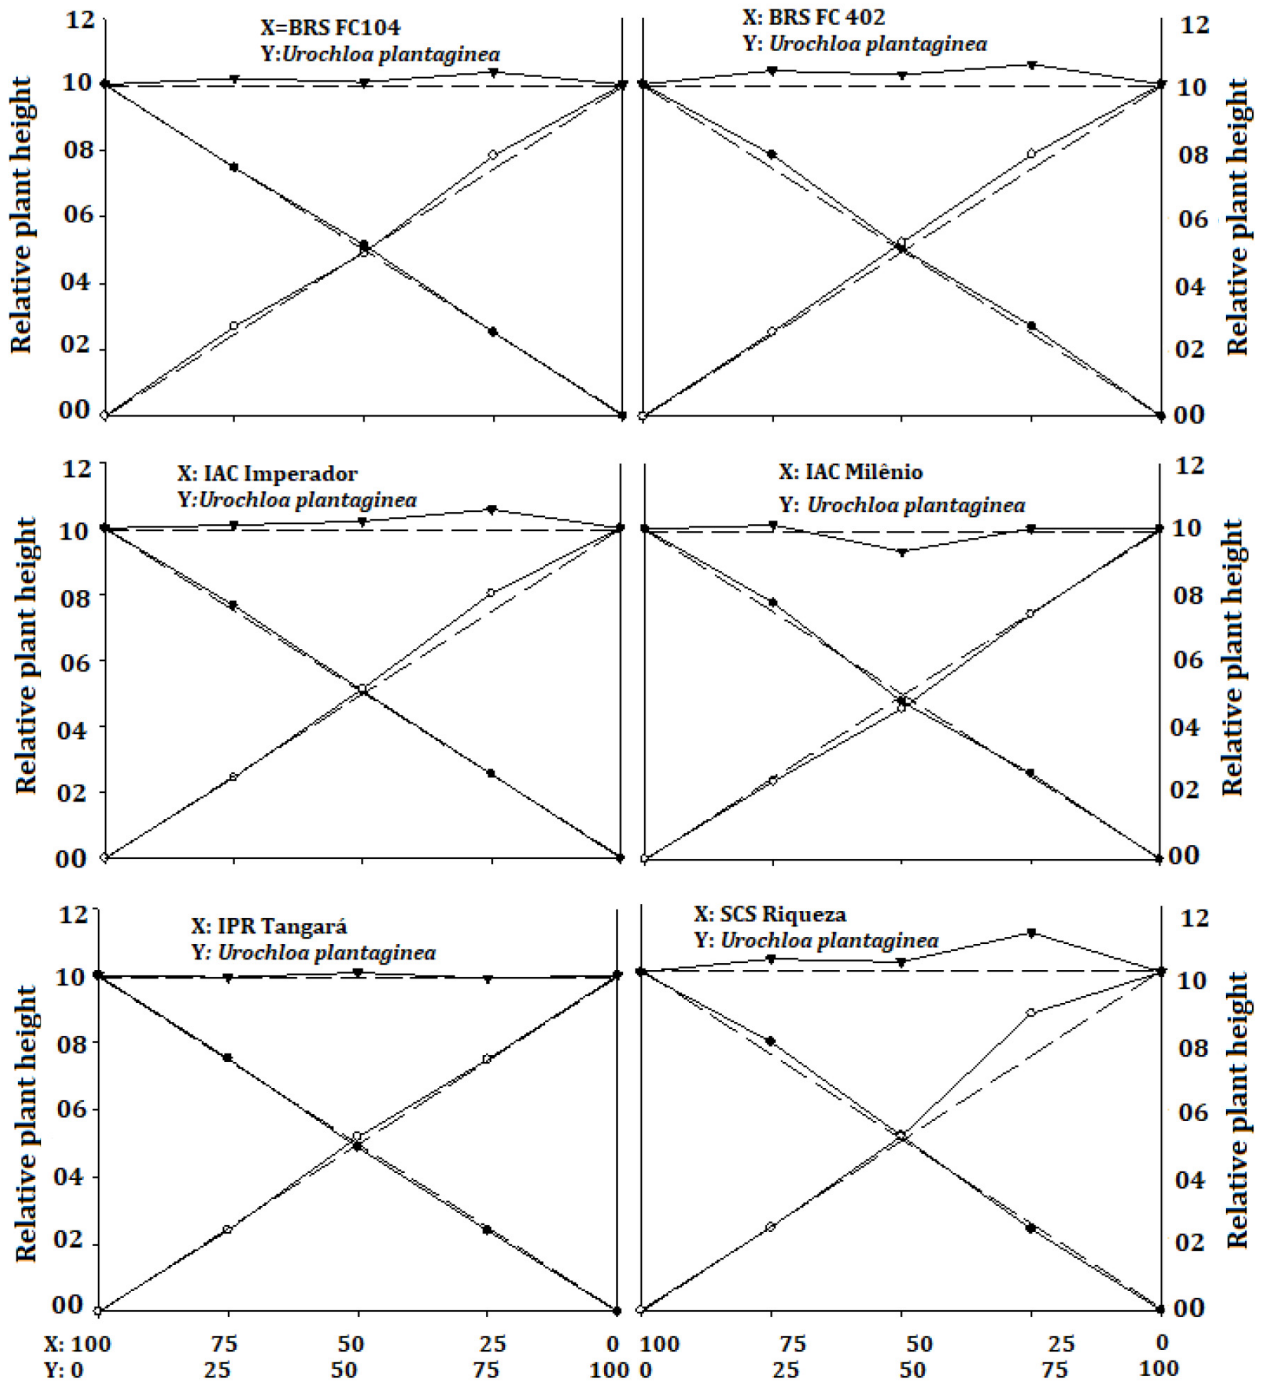 X=BRS FC104
Y:Urochloa plantaginea
12
10
08
06
04
02
00
Relative plant height
X: BRS FC 402
Y: Urochloa plantaginea
12
10
08
06
04
02
00
Relative plant height
X: IAC Imperador
Y:Urochloa plantaginea
12
10
08
06
04
02
00
Relative plant height
X: IAC Milênio
Y: Urochloa plantaginea
12
10
08
06
04
02
00
Relative plant height
X: IPR Tangará
Y: Urochloa plantaginea
12
10
08
06
04
02
00
Relative plant height
X: SCS Riqueza
Y: Urochloa plantaginea
12
10
08
06
04
02
00
Relative plant height
X: 100 75 50 25 0
Y: 0 25 50 75 100
100 75 50 25 0
0 25 50 75 100